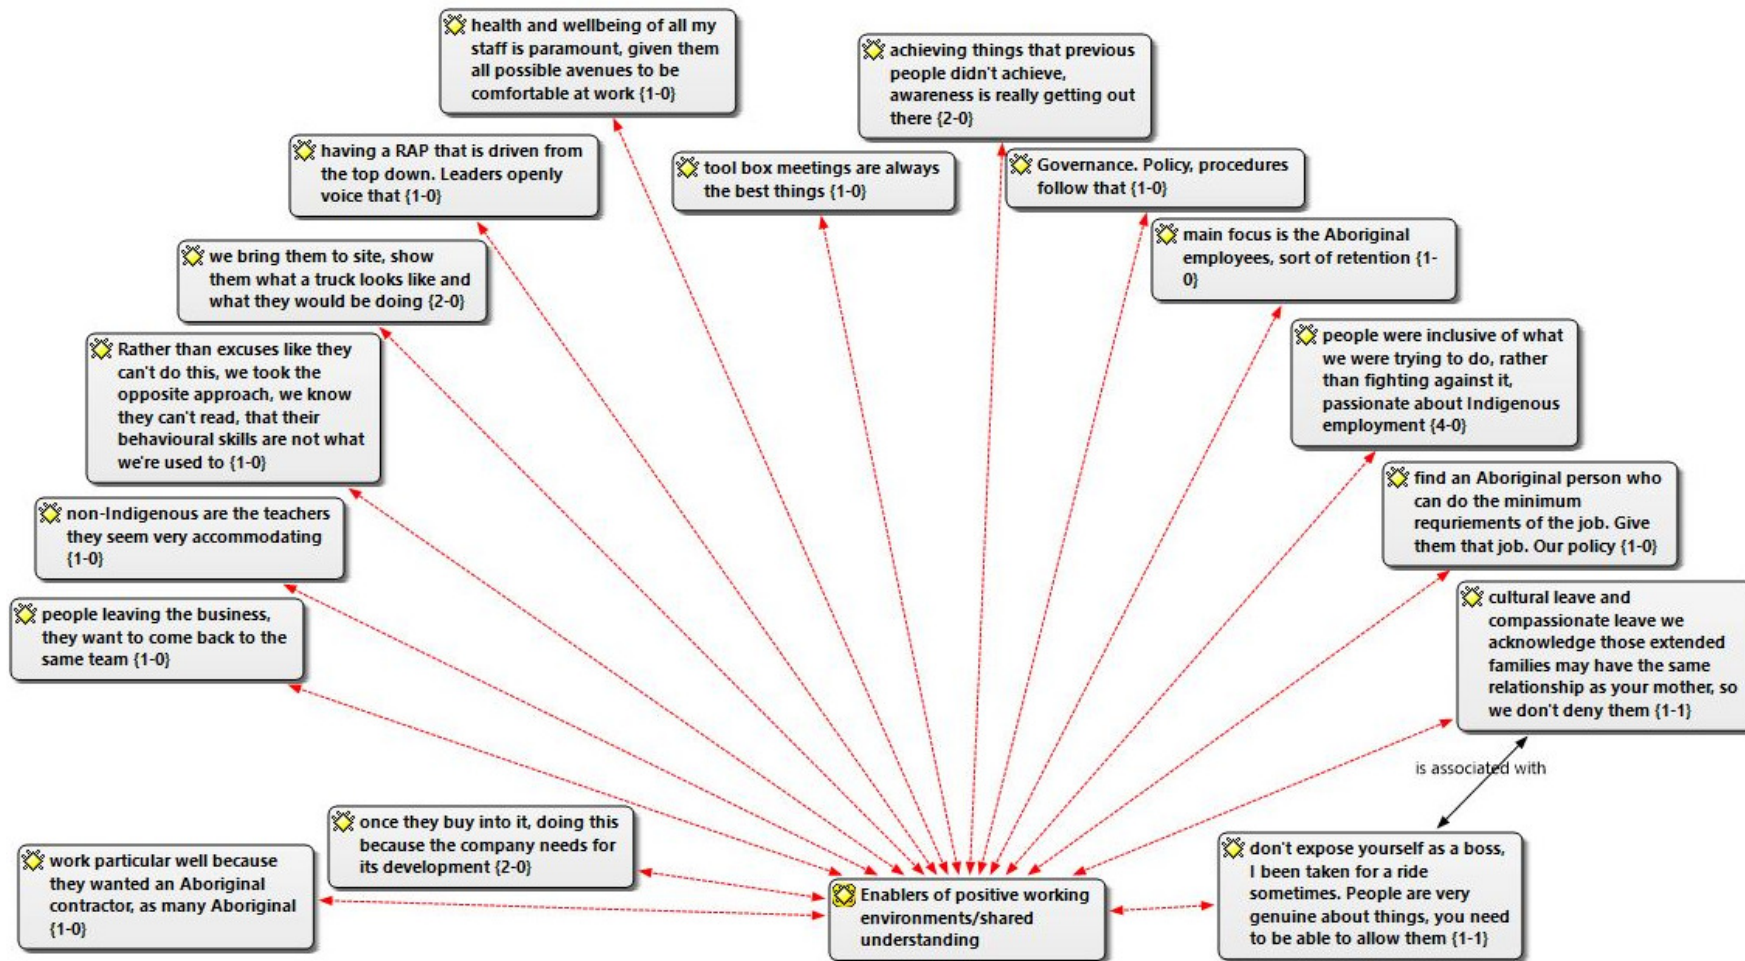 health and wellbeing of all my
staff is paramount, given them
all possible avenues to be
comfortable at work {1-0}
achieving things that previous
people didn't achieve,
awareness is really getting out
there {2-0}
having a RAP that is driven from
the top down. Leaders openly
voice that {1-0}
tool box meetings are always
the best things {1-0}
Governance. Policy, procedures
follow that {1-0}
we bring them to site, show
them what a truck looks like and
what they would be doing {2-0}
main focus is the Aboriginal
employees, sort of retention {1-
0}
Rather than excuses like they
can't do this, we took the
opposite approach, we know
they can't read, that their
behavioural skills are not what
we're used to {1-0}
people were inclusive of what
we were trying to do, rather
than fighting against it,
passionate about Indigenous
employment {4-0}
non-Indigenous are the teachers
they seem very accommodating
{1-0}
find an Aboriginal person who
can do the minimum
requriements of the job. Give
them that job. Our policy {1-0}
people leaving the business,
they want to come back to the
same team {1-0}
cultural leave and
compassionate leave we
acknowledge those extended
families may have the same
relationship as your mother, so
we don't deny them {1-1}
is associated with
once they buy into it, doing this
because the company needs for
its development {2-0}
work particular well because
they wanted an Aboriginal
contractor, as many Aboriginal
{1-0}
Enablers of positive working
environments/shared
understanding
don't expose yourself as a boss,
I been taken for a ride
sometimes. People are very
genuine about things, you need
to be able to allow them {1-1}